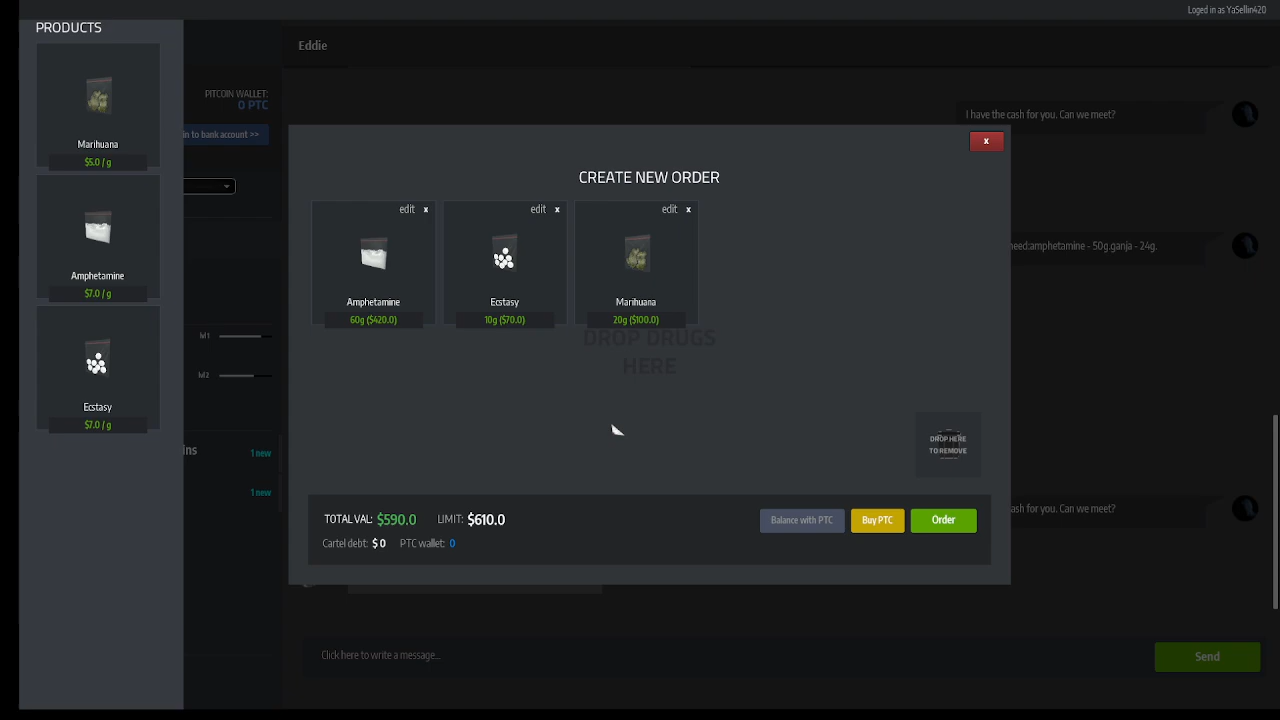 Loged in as YaSellin420
PRODUCTS
Marihuana
$5.0 / g
Amphetamine
$7.0 / g
Ecstasy
$7.0 / g
PITCOIN WALLET:
0 PTC
in to bank account >>
lvl1
lvl2
ins
1 new
1 new
Eddie
I have the cash for you. Can we meet?
need:amphetamine - 50g.ganja - 24g.
ash for you. Can we meet?
x
CREATE NEW ORDER
edit x
Amphetamine
60g ($420.0)
edit x
Ecstasy
10g ($70.0)
edit x
Marihuana
20g ($100.0)
DROP DRUGS
HERE
DROP HERE
TO REMOVE
TOTAL VAL: $590.0 LIMIT: $610.0
Cartel debt: $ 0 PTC wallet: 0
Balance with PTC
Buy PTC
Order
Click here to write a message...
Send